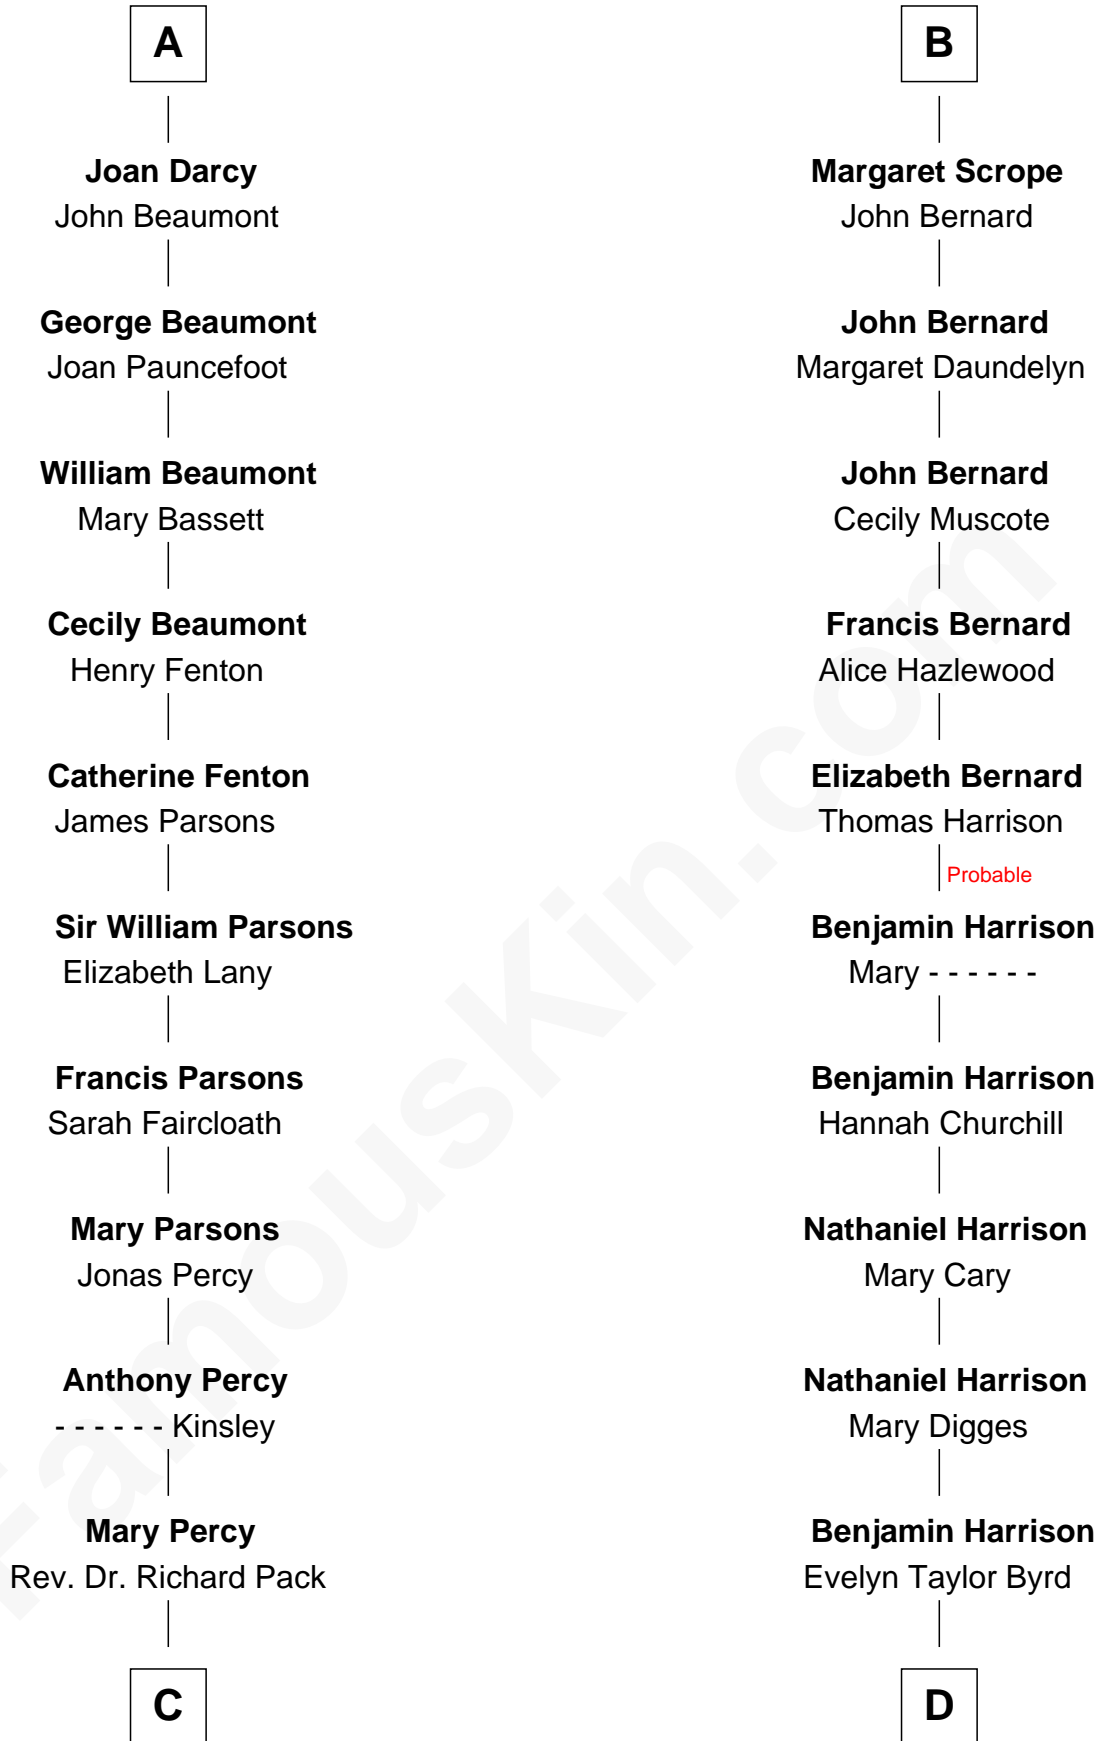 A
Joan Darcy
John Beaumont
George Beaumont
Joan Pauncefoot
William Beaumont
Mary Bassett
Cecily Beaumont
Henry Fenton
Catherine Fenton
James Parsons
Sir William Parsons
Elizabeth Lany
Francis Parsons
Sarah Faircloath
Mary Parsons
Jonas Percy
Anthony Percy
- - - - - - Kinsley
Mary Percy
Rev. Dr. Richard Pack
C
B
Margaret Scrope
John Bernard
John Bernard
Margaret Daundelyn
John Bernard
Cecily Muscote
Francis Bernard
Alice Hazlewood
Elizabeth Bernard
Thomas Harrison
Probable
Benjamin Harrison
Mary - - - - - -
Benjamin Harrison
Hannah Churchill
Nathaniel Harrison
Mary Cary
Nathaniel Harrison
Mary Digges
Benjamin Harrison
Evelyn Taylor Byrd
D
FamousKin.com